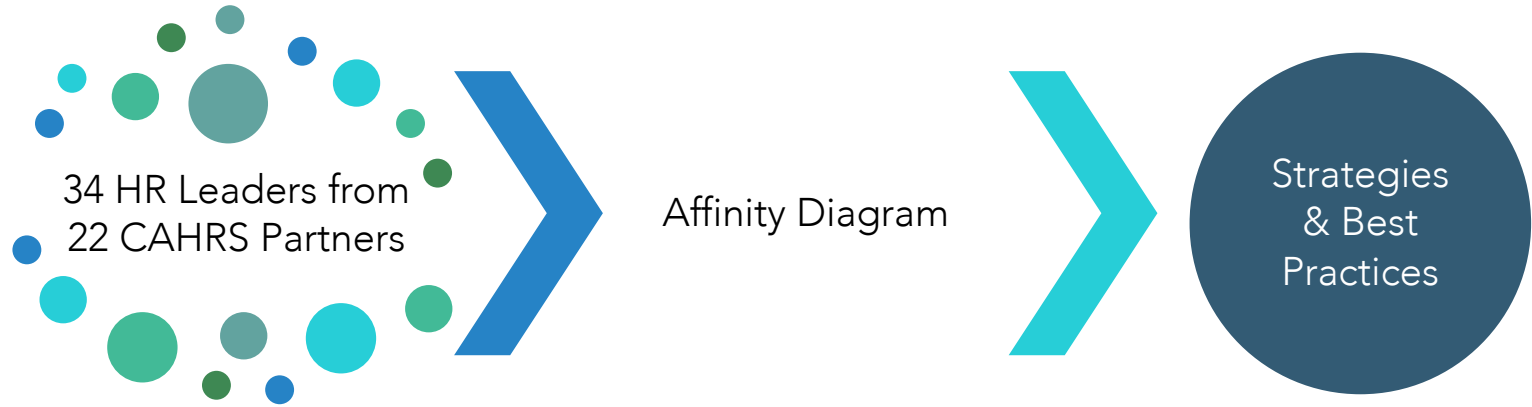 34 HR Leaders from
22 CAHRS Partners
Affinity Diagram
Strategies
& Best
Practices